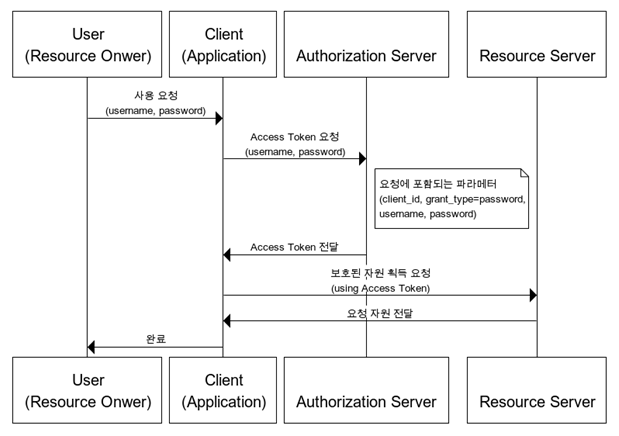 User
(Resource Onwer)
Client
(Application)
Authorization Server
Resource Server
사용 요청
(username, password)
Access Token 요청
(username, password)
요청에 포함되는 파라메터
(client_id, grant_type=password,
username, password)
Access Token 전달
보호된 자원 획득 요청
(using Access Token)
요청 자원 전달
완료
User
(Resource Onwer)
Client
(Application)
Authorization Server
Resource Server